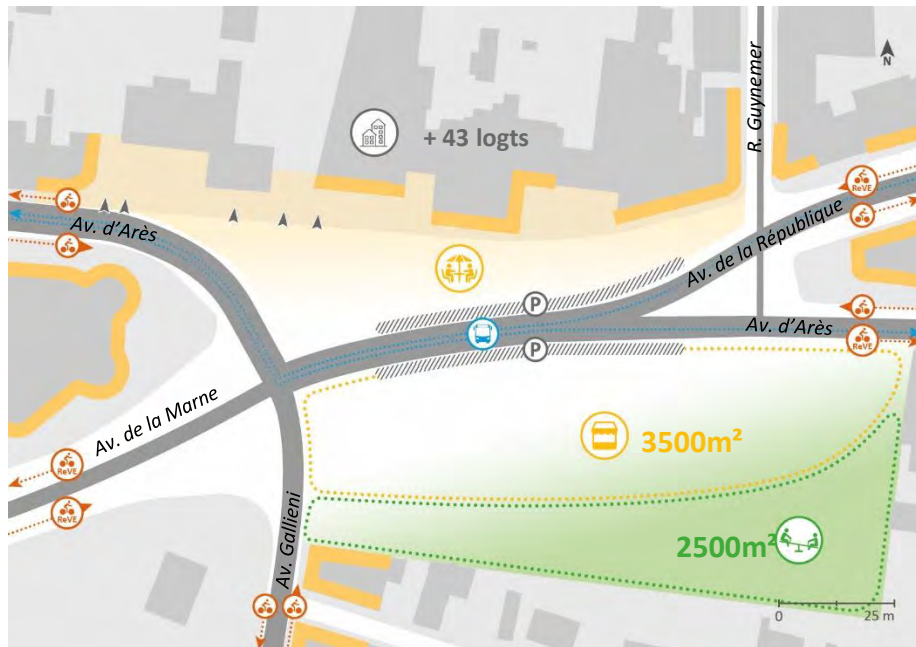 R. Guynemer
N
+ 43 logts
ReVE
Av. d'Arès
Av. de la République
P
Av. d'Arès
ReVE
P
Av. de la Marne
3500m²
ReVE
ReVE
Av. Gallieni
2500m²
0
25 m